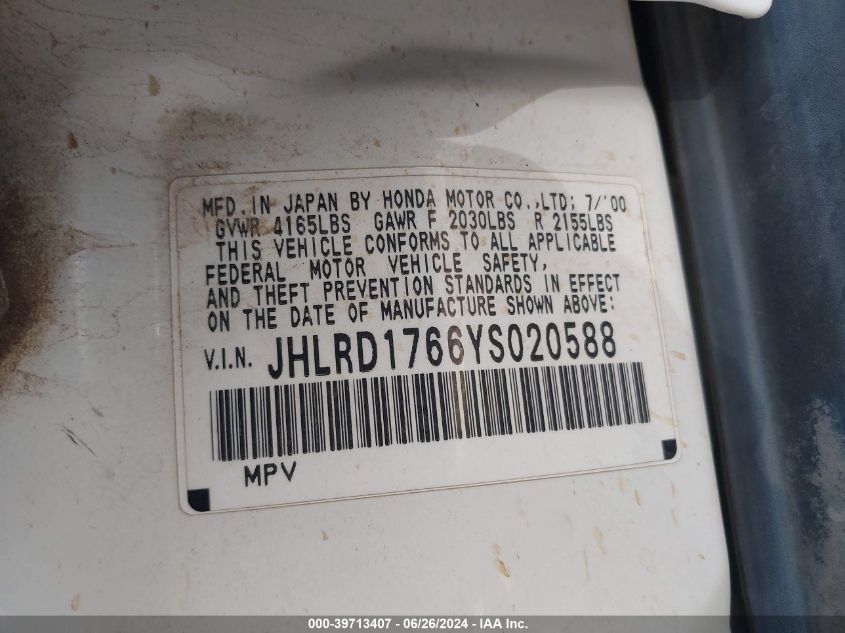 MFD. IN JAPAN BY HONDA MOTOR CO.,LTD; 7/'00
GVWR 4165LBS GAWR F 2030LBS R 2155LBS
THIS VEHICLE CONFORMS TO ALL APPLICABLE
FEDERAL MOTOR VEHICLE SAFETY,
AND THEFT PREVENTION STANDARDS IN EFFECT
ON THE DATE OF MANUFACTURE SHOWN ABOVE:
V.I.N. JHLRD1766YS020588
MPV
000-39713407 - 06/26/2024 - IAA Inc.